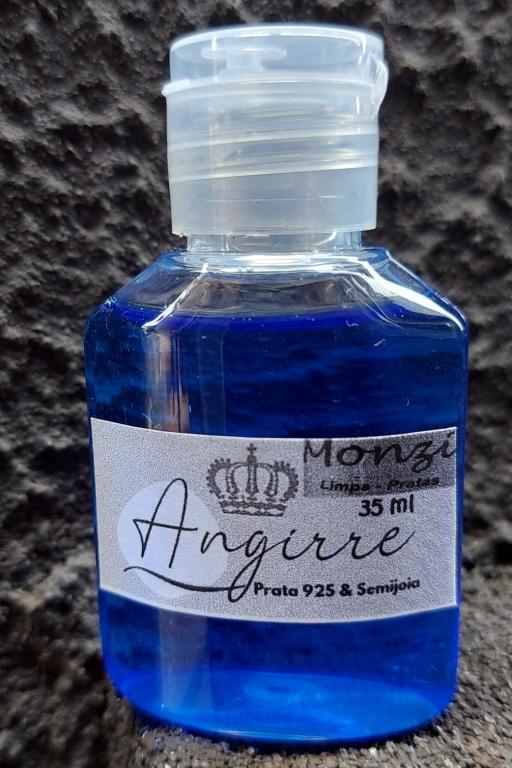 Monzi
Limpa - Pratas
35 ml
Angirre
Prata 925 & Semijoia